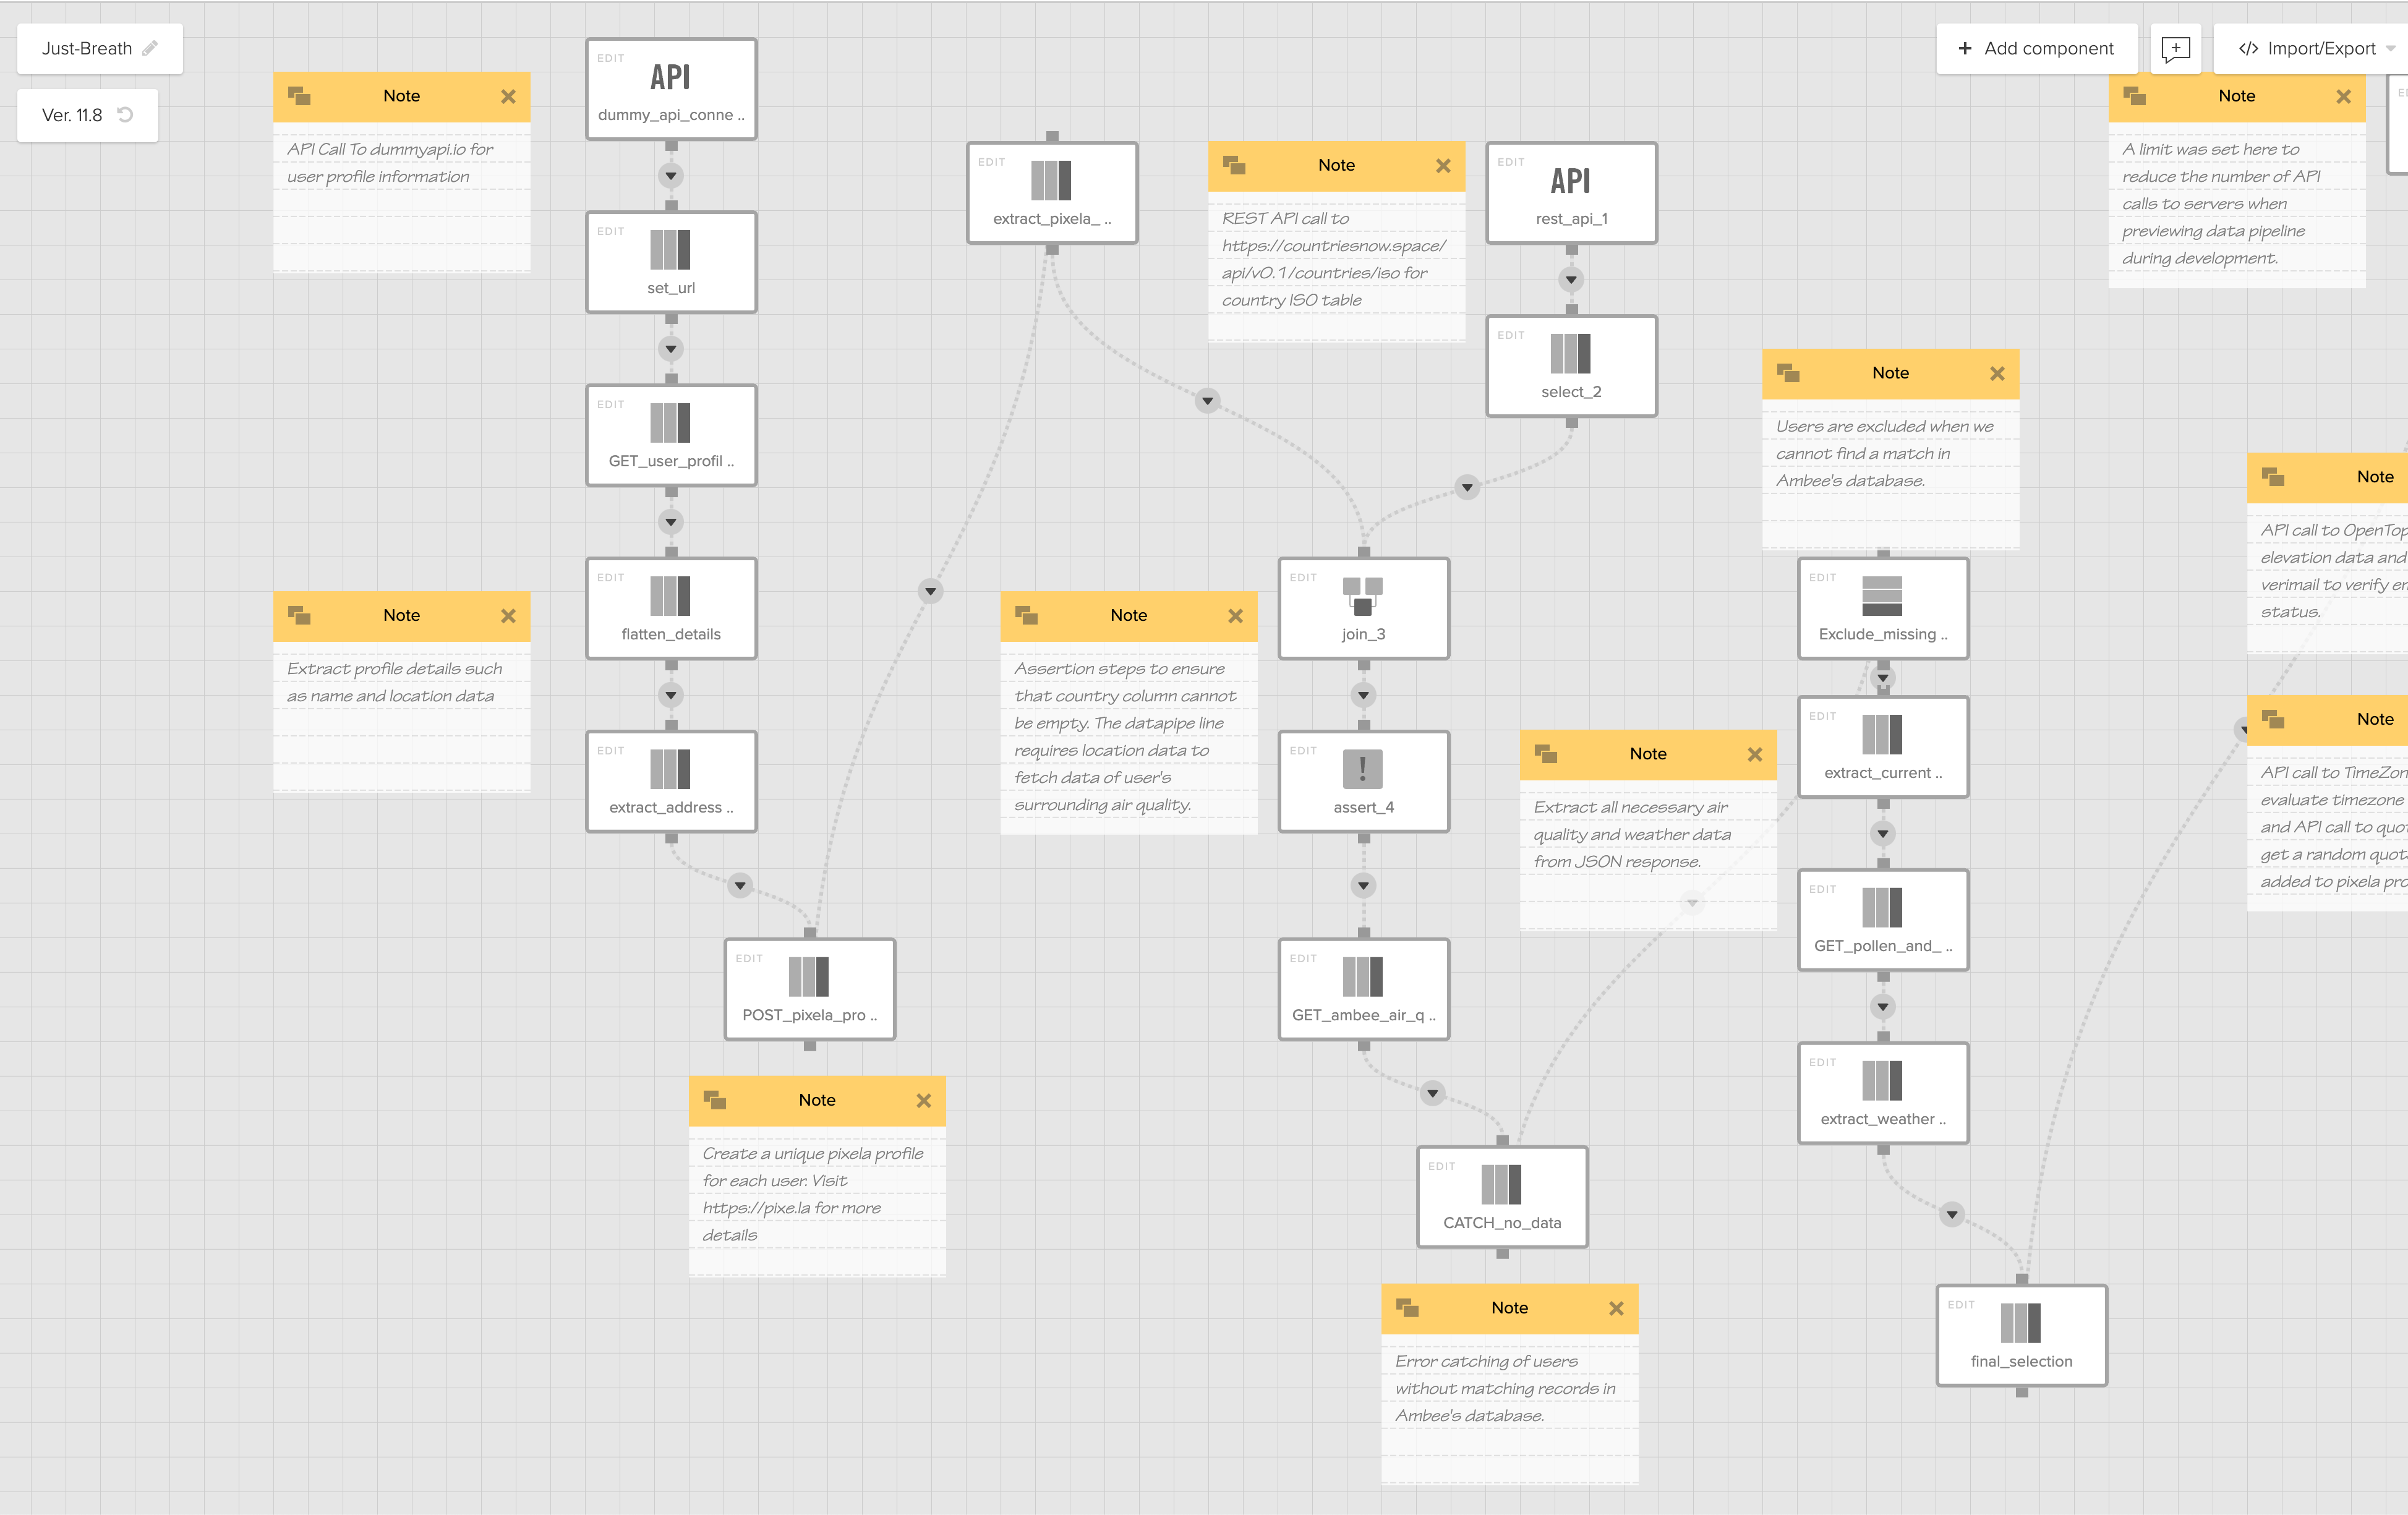 Just-Breath
Ver. 11.8
Add component
</> Import/Export
Note
API Call To dummyapi.io for
user profile information
EDIT
API
dummy_api_conne ..
EDIT
set_url
EDIT
GET_user_profil ..
EDIT
flatten_details
Note
Extract profile details such
as name and location data
EDIT
extract_address ..
EDIT
POST_pixela_pro ..
Note
Create a unique pixela profile
for each user. Visit
https://pixe.la for more
details
EDIT
extract_pixela_ ..
Note
REST API call to
https://countriesnow.space/
api/v0.1/countries/iso for
country ISO table
EDIT
API
rest_api_1
EDIT
select_2
Note
Assertion steps to ensure
that country column cannot
be empty. The datapipe line
requires location data to
fetch data of user's
surrounding air quality.
EDIT
join_3
EDIT
!
assert_4
EDIT
GET_ambee_air_q ..
EDIT
CATCH_no_data
Note
Error catching of users
without matching records in
Ambee's database.
Note
Extract all necessary air
quality and weather data
from JSON response.
Note
Users are excluded when we
cannot find a match in
Ambee's database.
EDIT
Exclude_missing ..
EDIT
extract_current ..
EDIT
GET_pollen_and_ ..
EDIT
extract_weather ..
EDIT
final_selection
Note
A limit was set here to
reduce the number of API
calls to servers when
previewing data pipeline
during development.
Note
API call to OpenTop
elevation data and
verimail to verify
status.
Note
API call to TimeZon
evaluate timezone
and API call to quot
get a random quot
added to pixela pro